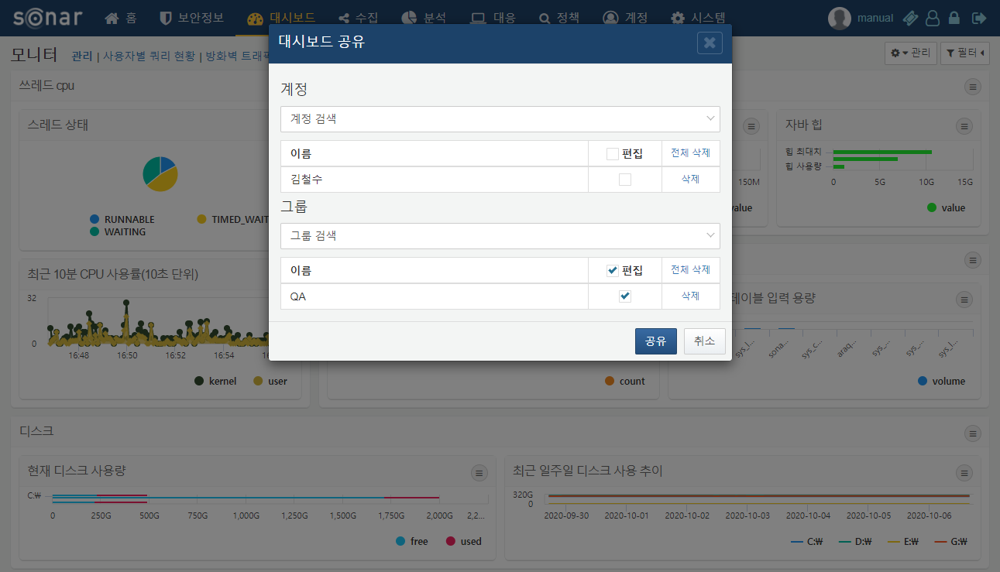 sonar 홈 보안정보 대시보드 수집 분석 대응 정책 계정 시스템 manual
모니터 관리 | 사용자별 쿼리 현황 | 방화벽 트래픽 관리 필터
대시보드 공유
계정
계정 검색
이름 편집 전체 삭제
김철수 삭제
그룹
그룹 검색
이름 편집 전체 삭제
QA 삭제
공유 취소
쓰레드 cpu
스레드 상태
RUNNABLE TIMED_WAIT
WAITING
150M
자바 힙
힙 최대치
힙 사용량
0 5G 10G 15G
value
최근 10분 CPU 사용률(10초 단위)
32
0
16:48 16:50 16:52 16:54
kernel user
count
테이블 입력 용량
sys_l... sona... sys_c... araq... sys_... sys_... sys_l...
volume
디스크
현재 디스크 사용량
C:₩
0 250G 500G 750G 1,000G 1,250G 1,500G 1,750G 2,000G 2,2...
free used
최근 일주일 디스크 사용 추이
320G
0
2020-09-30 2020-10-01 2020-10-02 2020-10-03 2020-10-04 2020-10-05 2020-10-06
C:₩ D:₩ E:₩ G:₩